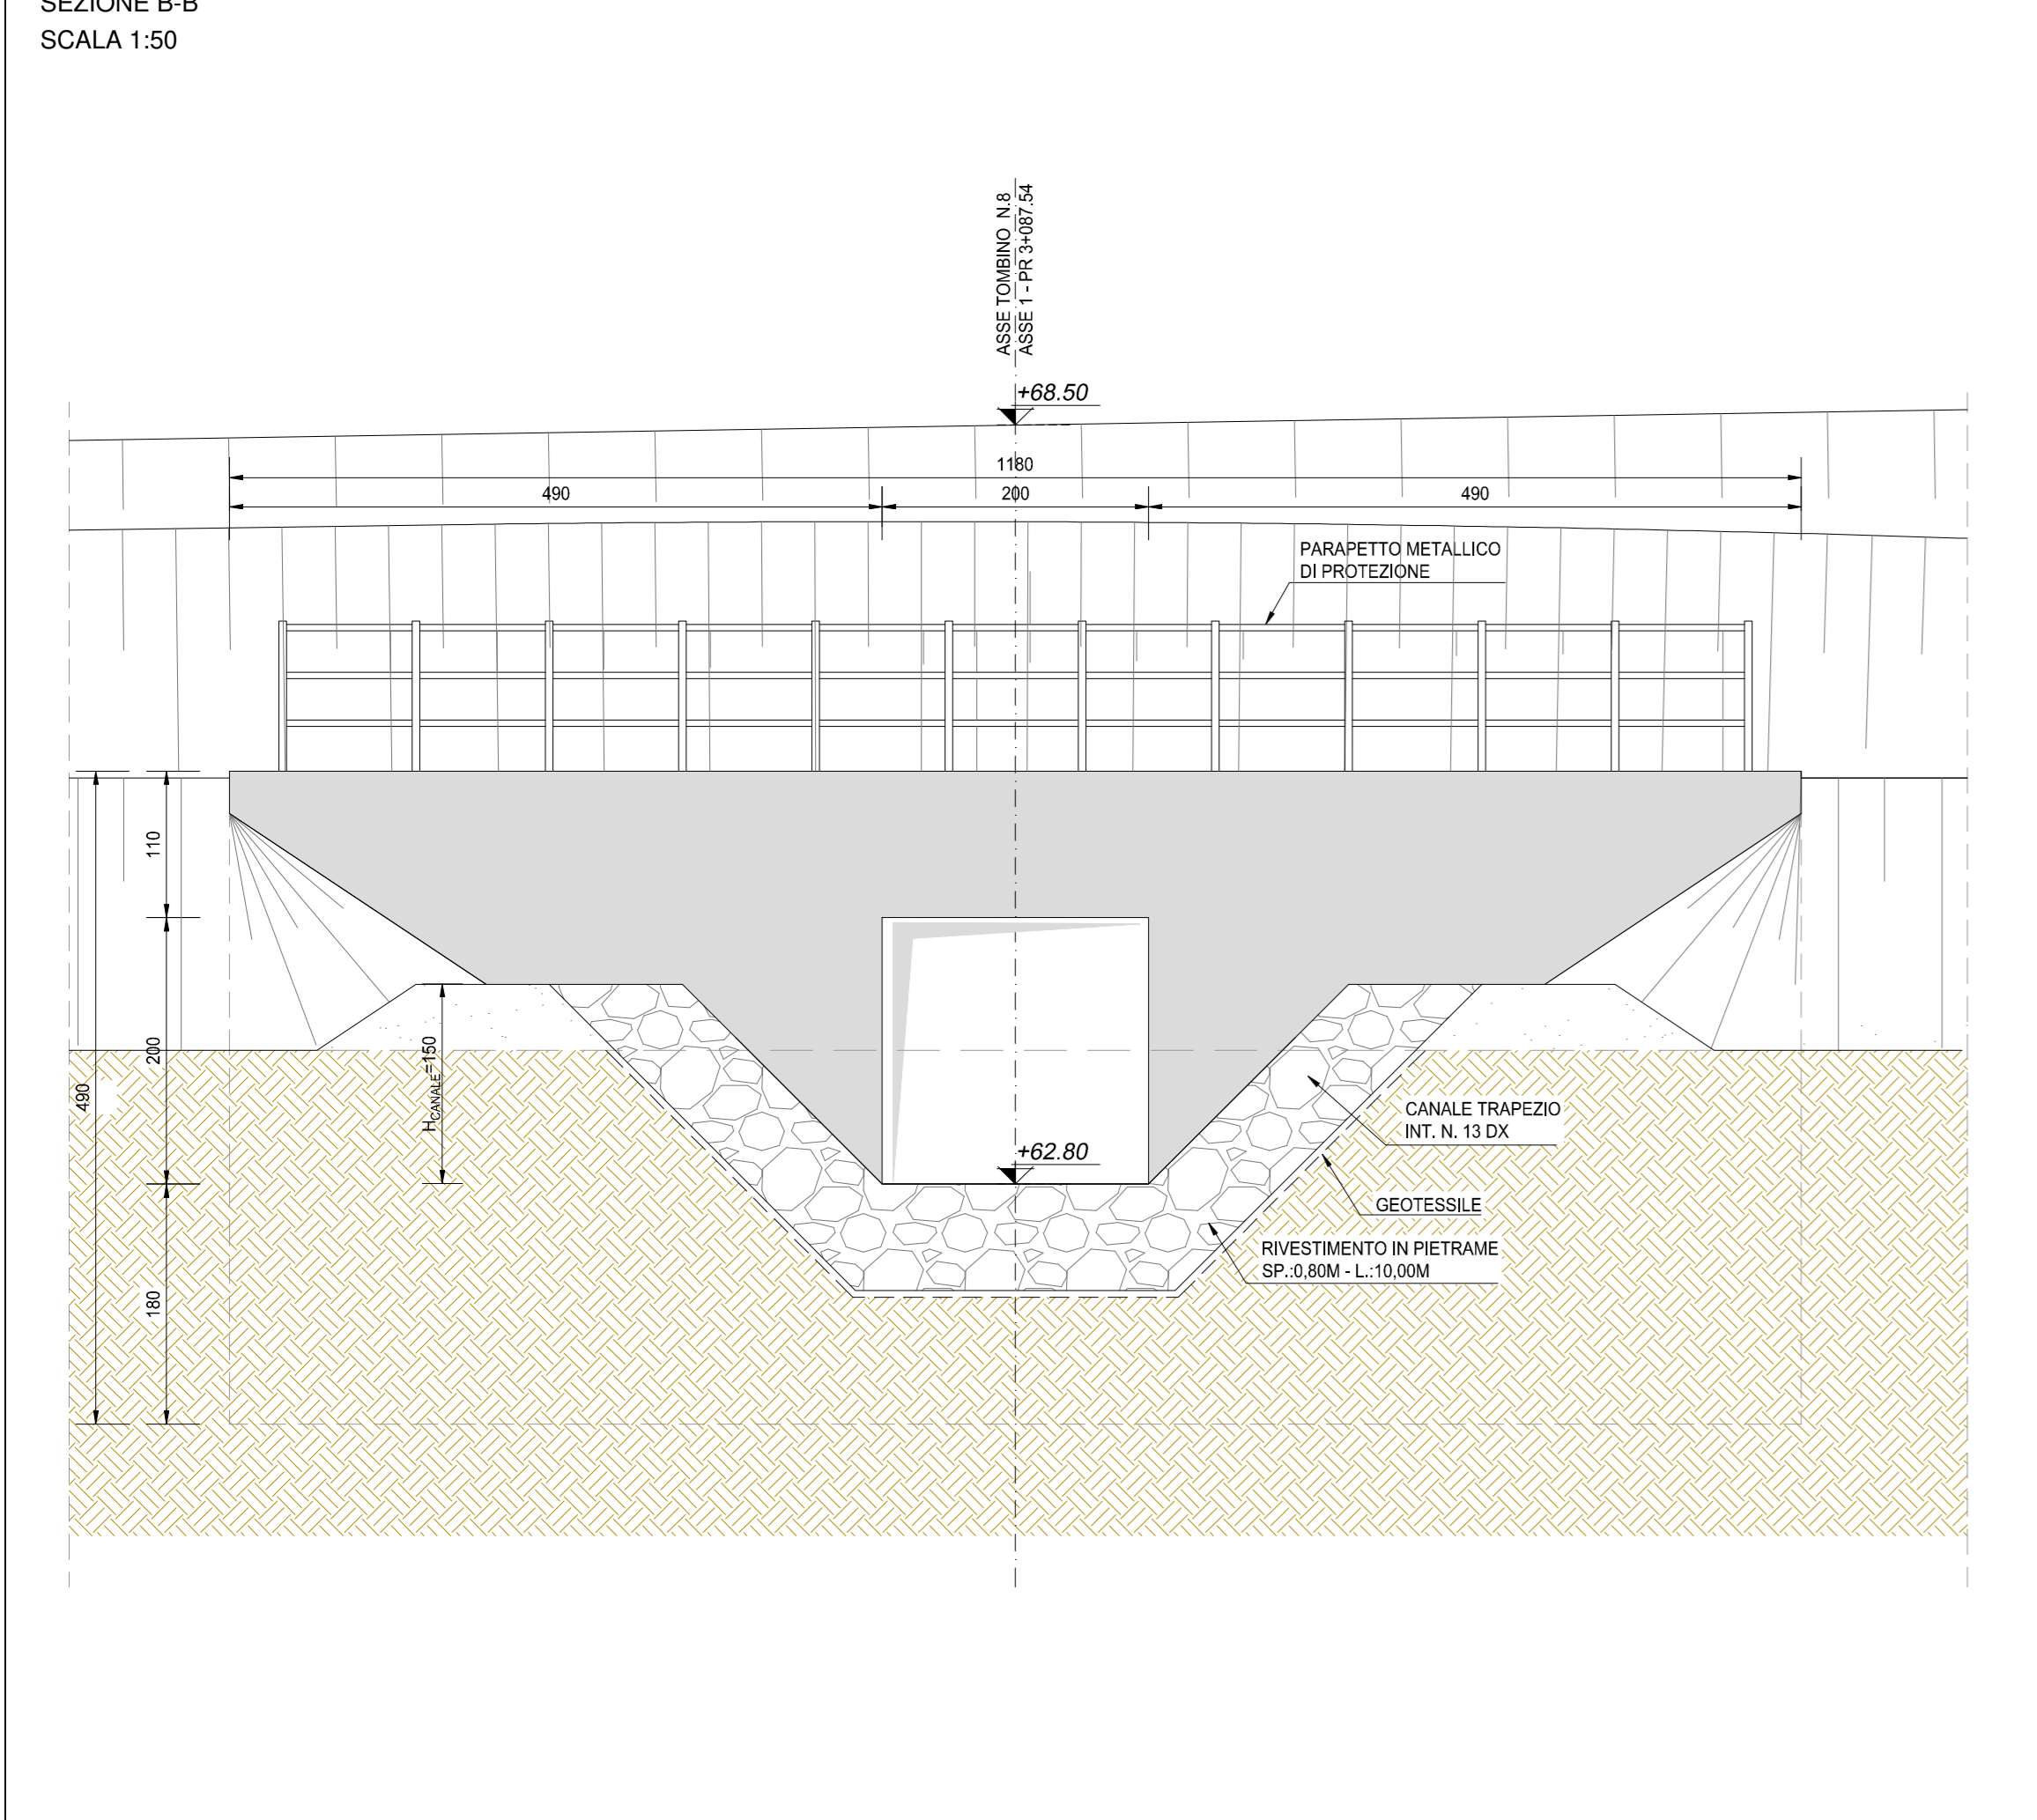 SEZIONE B-B
SCALA 1:50
ASSE TOMBINO N.8
ASSE 1 - PR 3+087.54
+68.50
1180
490
200
490
PARAPETTO METALLICO
DI PROTEZIONE
110
200
490
HCANALE=150
180
+62.80
CANALE TRAPEZIO
INT. N. 13 DX
GEOTESSILE
RIVESTIMENTO IN PIETRAME
SP.:0,80M - L.:10,00M